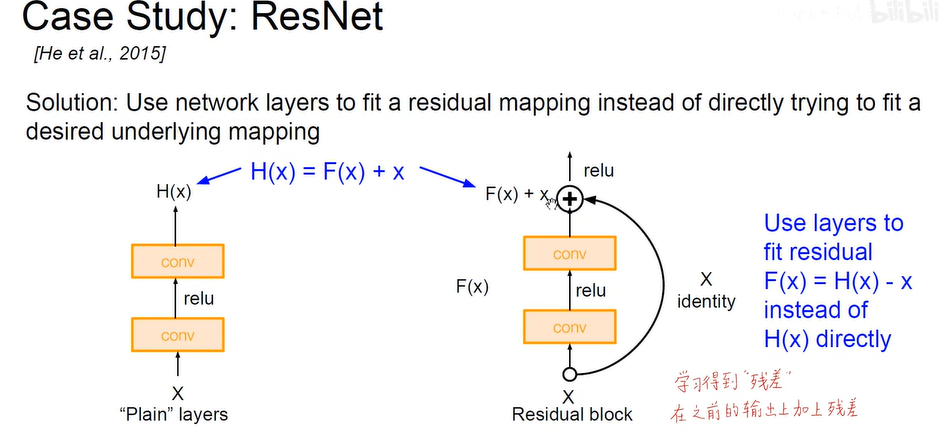 Case Study: ResNet
[He et al., 2015]
bilibili
Solution: Use network layers to fit a residual mapping instead of directly trying to fit a
desired underlying mapping
H(x) = F(x) + x
relu
H(x)
F(x) + x
+
conv
relu
conv
X
"Plain" layers
F(x)
conv
relu
conv
X
Residual block
X
identity
Use layers to
fit residual
F(x) = H(x) - x
instead of
H(x) directly
学习得到"残差"
在之前的输出上加上残差